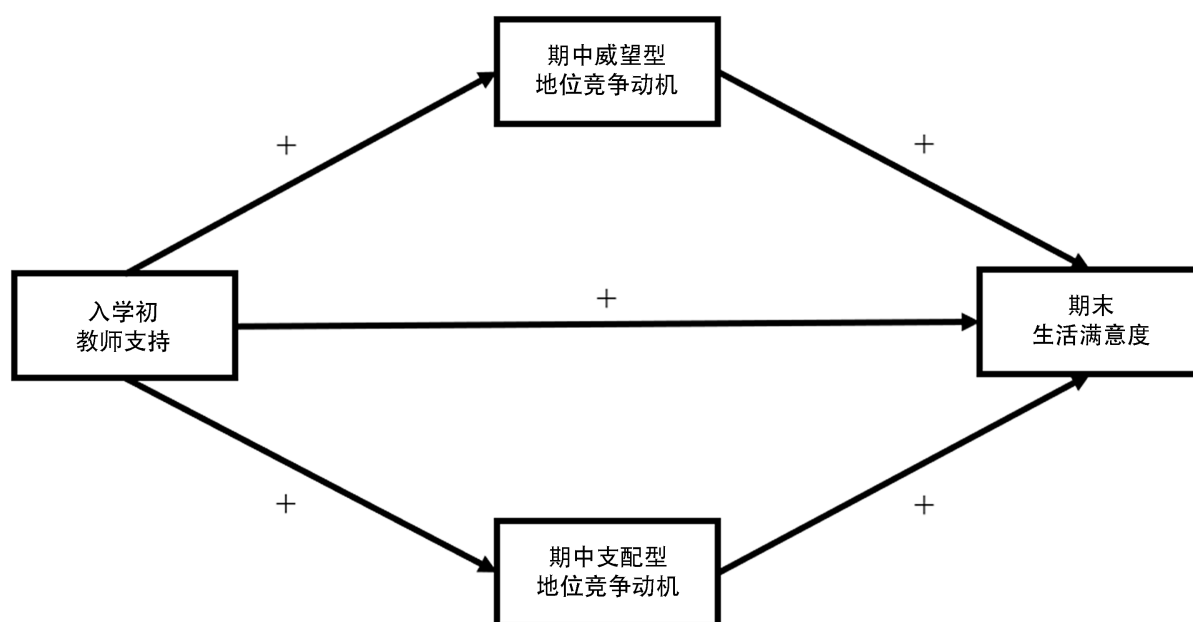 期中威望型
地位竞争动机
+
+
入学初
教师支持
+
期末
生活满意度
+
+
期中支配型
地位竞争动机